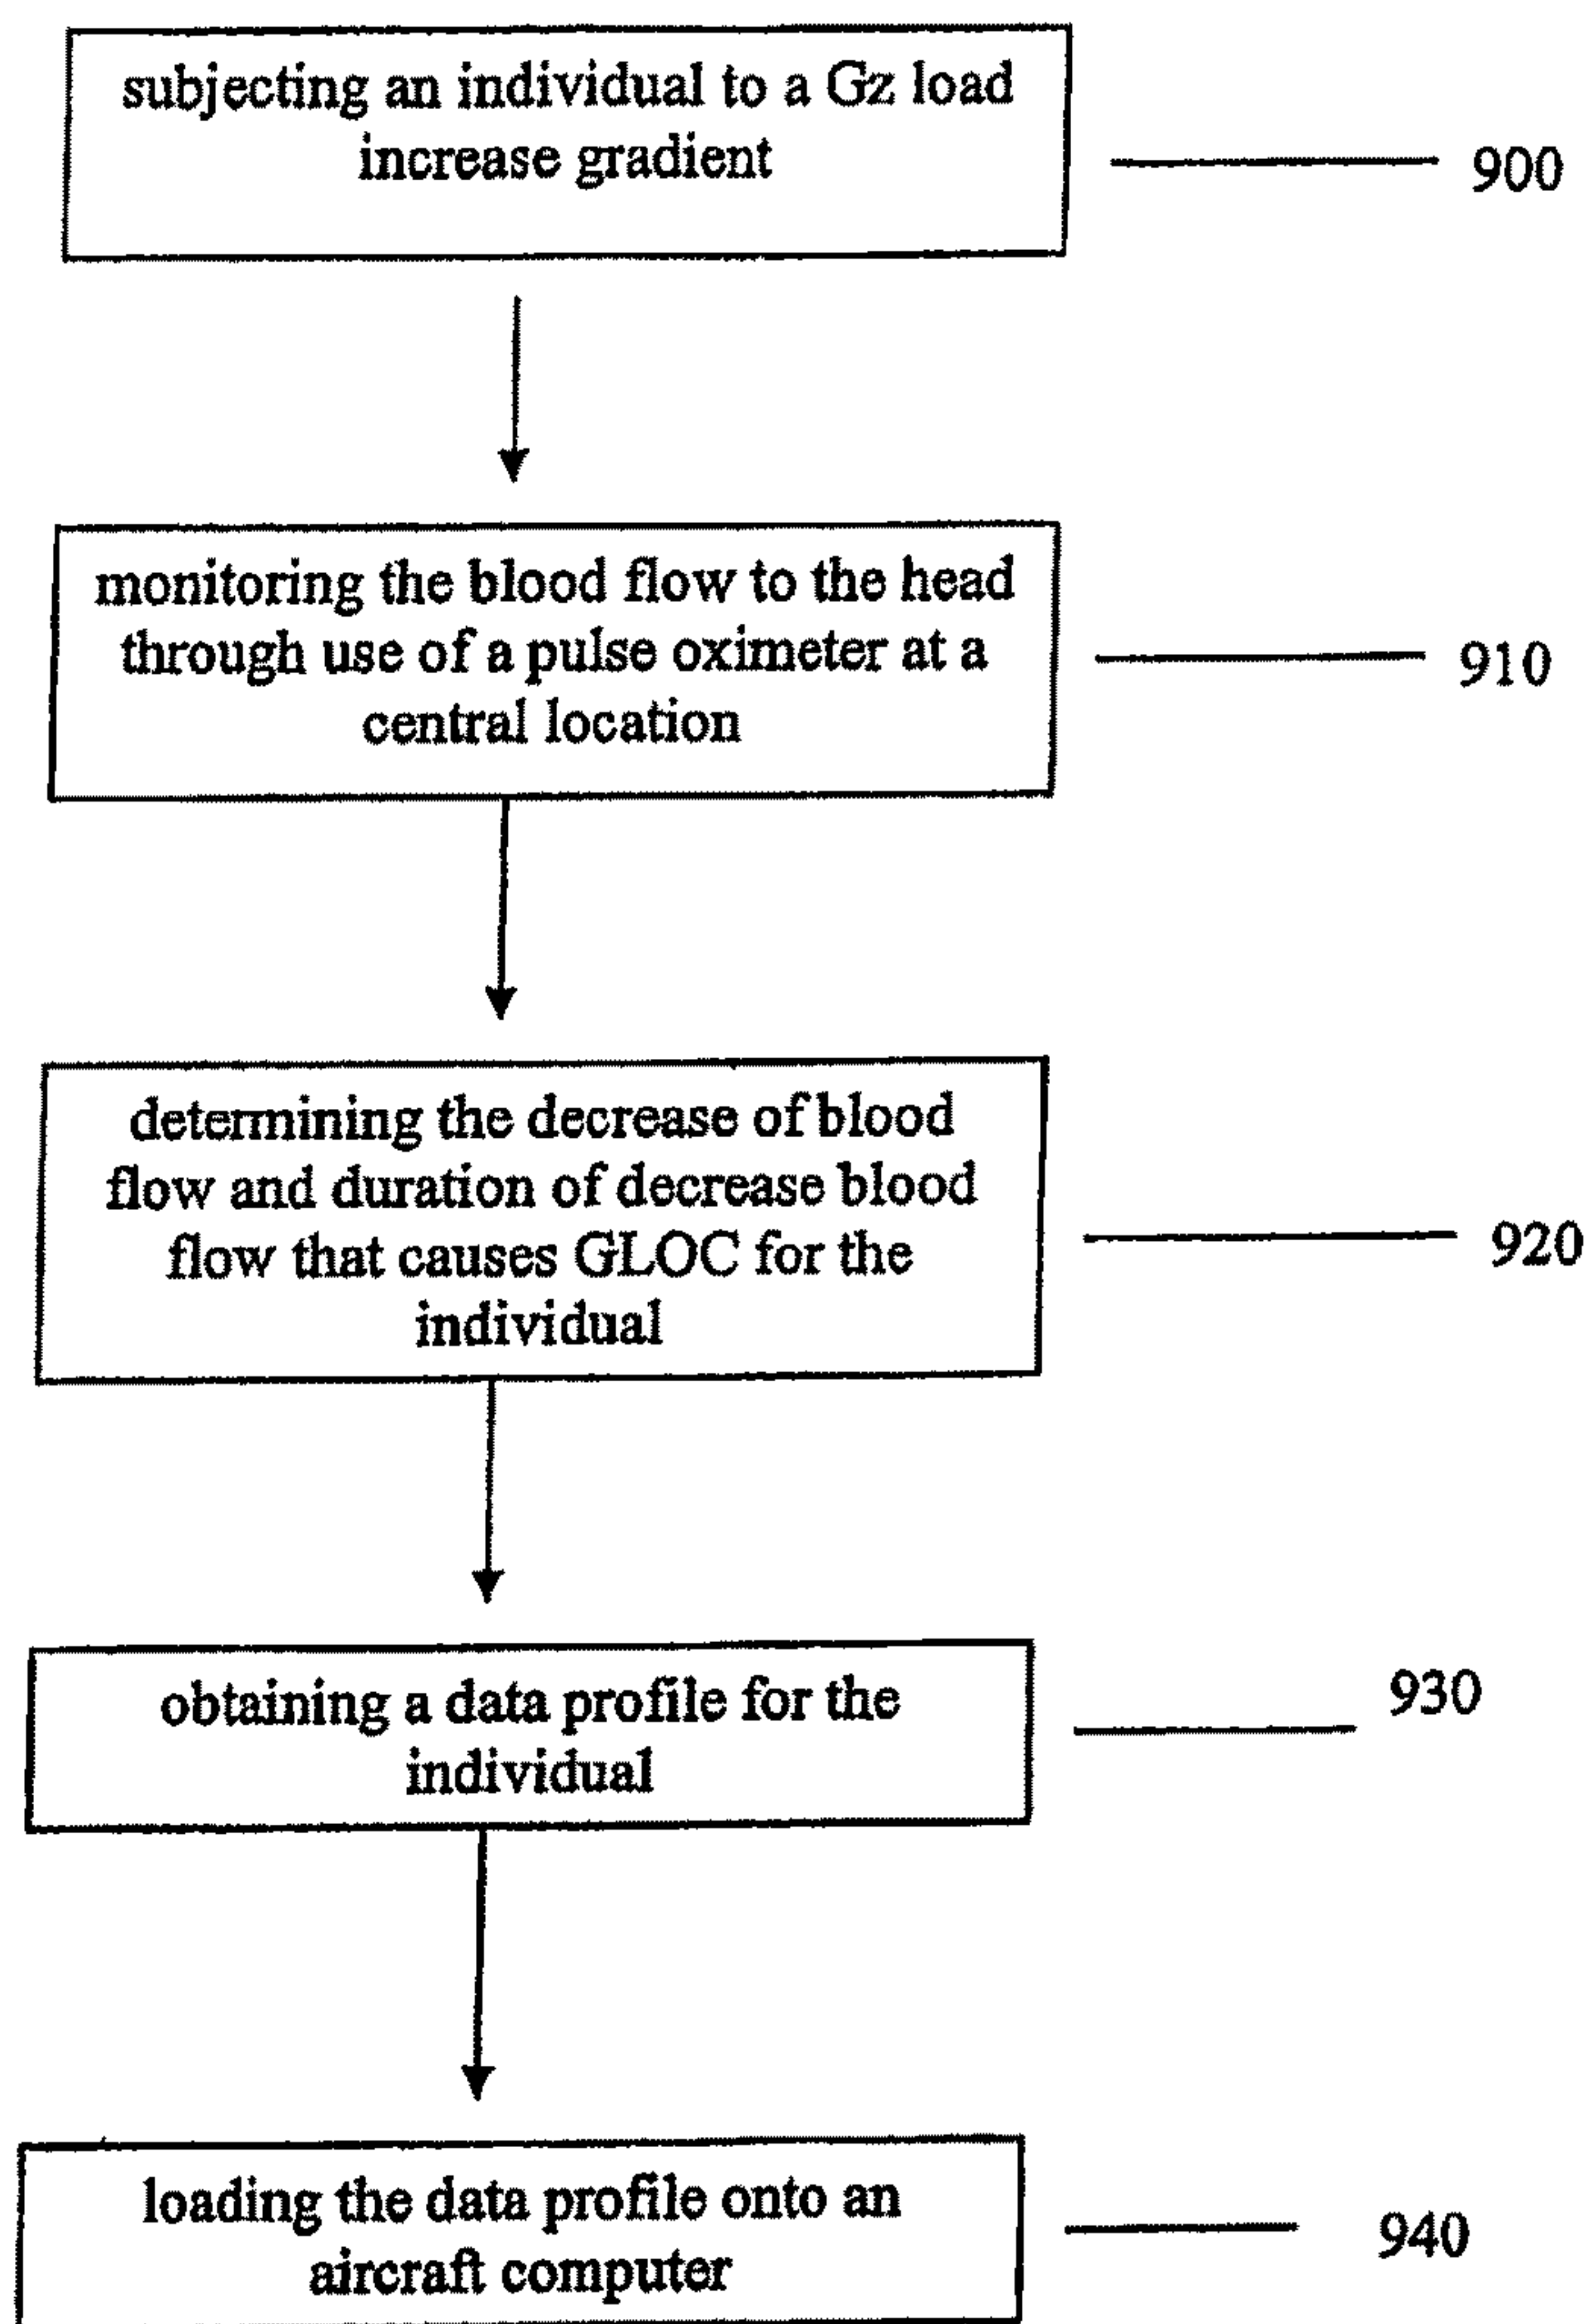 subjecting an individual to a Gz load
increase gradient
900
monitoring the blood flow to the head
through use of a pulse oximeter at a
central location
910
determining the decrease of blood
flow and duration of decrease blood
flow that causes GLOC for the
individual
920
obtaining a data profile for the
individual
930
loading the data profile onto an
aircraft computer
940